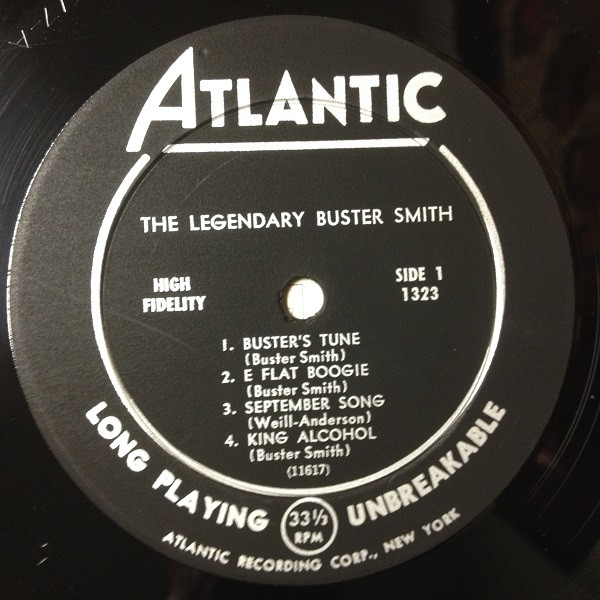 ATLANTIC
THE LEGENDARY BUSTER SMITH
HIGH
FIDELITY
SIDE 1
1323
1. BUSTER'S TUNE
(Buster Smith)
2. E FLAT BOOGIE
(Buster Smith)
3. SEPTEMBER SONG
(Weill-Anderson)
4. KING ALCOHOL
(Buster Smith)
(11617)
LONG PLAYING 33 1/3 RPM UNBREAKABLE
ATLANTIC RECORDING CORP., NEW YORK